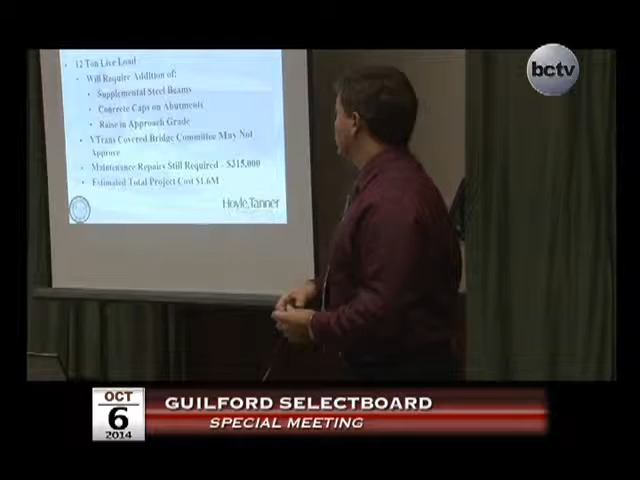 bctv
• 12 Ton Live Load
• Will Require Addition of:
• Supplemental Steel Beams
• Concrete Caps on Abutments
• Raise in Approach Grade
• VTrans Covered Bridge Committee May Not
Approve
• Maintenance Repairs Still Required - $315,000
• Estimated Total Project Cost $1.6M
Hoyle, Tanner
OCT
6
2014
GUILFORD SELECTBOARD
SPECIAL MEETING